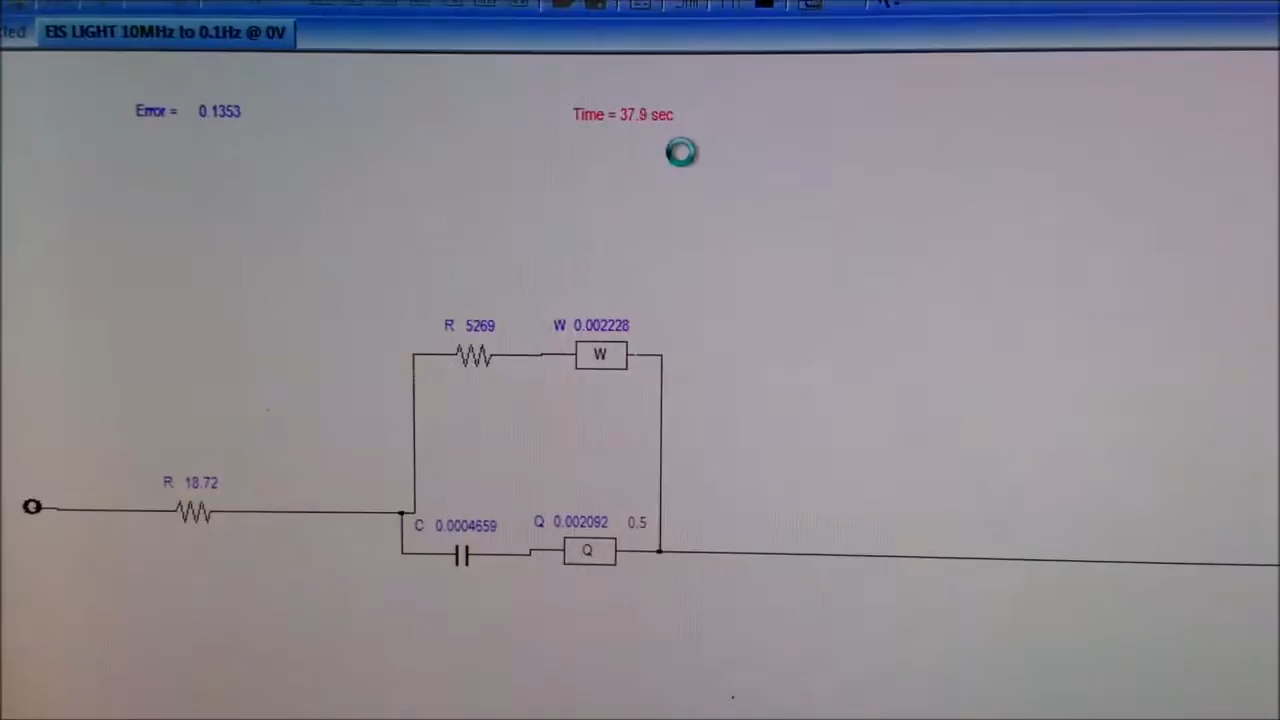 led EIS LIGHT 10MHz to 0.1Hz @ 0V
Error = 0.1353
Time = 37.9 sec
R 5269 W 0.002228
W
R 18.72
C 0.0004659 Q 0.002092 0.5
Q